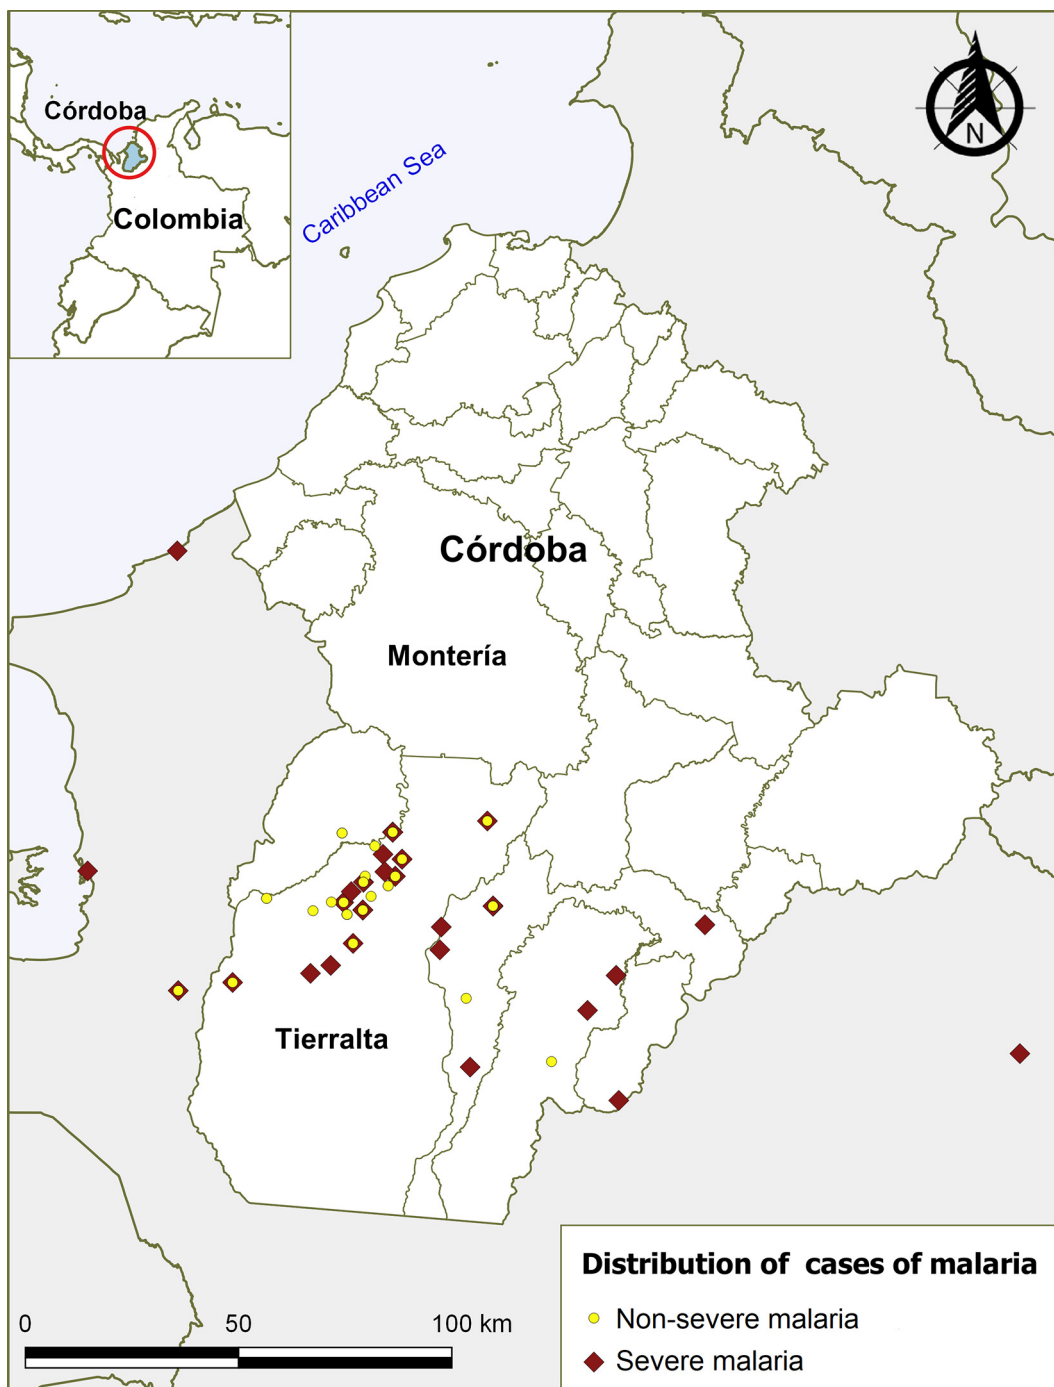 Córdoba
Colombia
Caribbean Sea
N
Córdoba
Montería
Tierralta
0 50 100 km
Distribution of cases of malaria
Non-severe malaria
Severe malaria